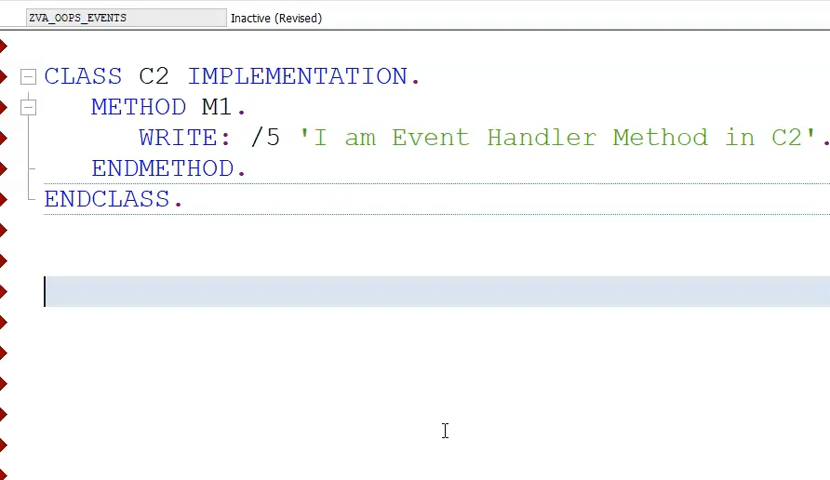 ZVA_OOPS_EVENTS Inactive (Revised)
CLASS C2 IMPLEMENTATION.
METHOD M1.
WRITE: /5 'I am Event Handler Method in C2'.
ENDMETHOD.
ENDCLASS.